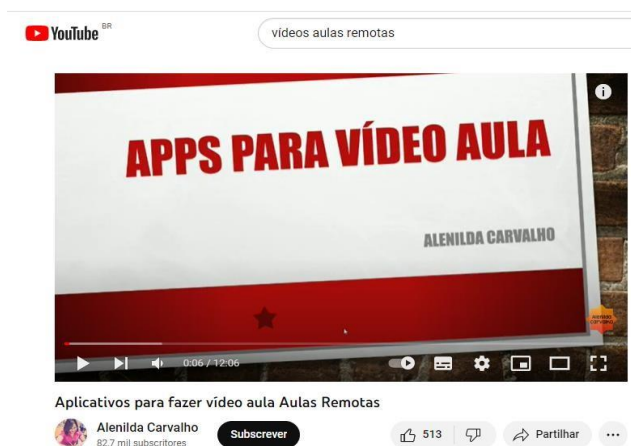 YouTube BR
vídeos aulas remotas
i
APPS PARA VÍDEO AULA
ALENILDA CARVALHO
0:06 / 12:06
Aplicativos para fazer vídeo aula Aulas Remotas
Alenilda Carvalho
82,7 mil subscritores
Subscrever
513
Partilhar